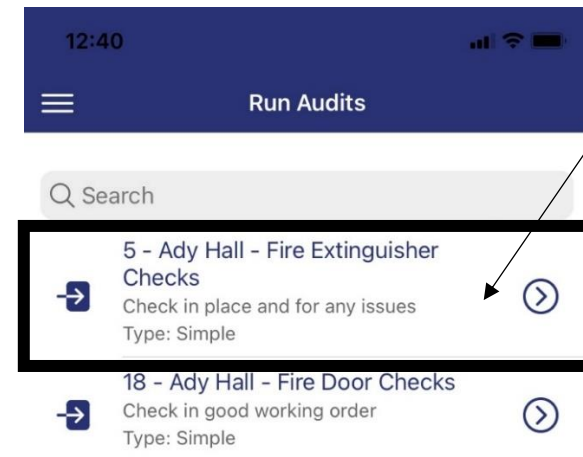 12:40
Run Audits
Search
5 - Ady Hall - Fire Extinguisher
Checks
Check in place and for any issues
Type: Simple
18 - Ady Hall - Fire Door Checks
Check in good working order
Type: Simple